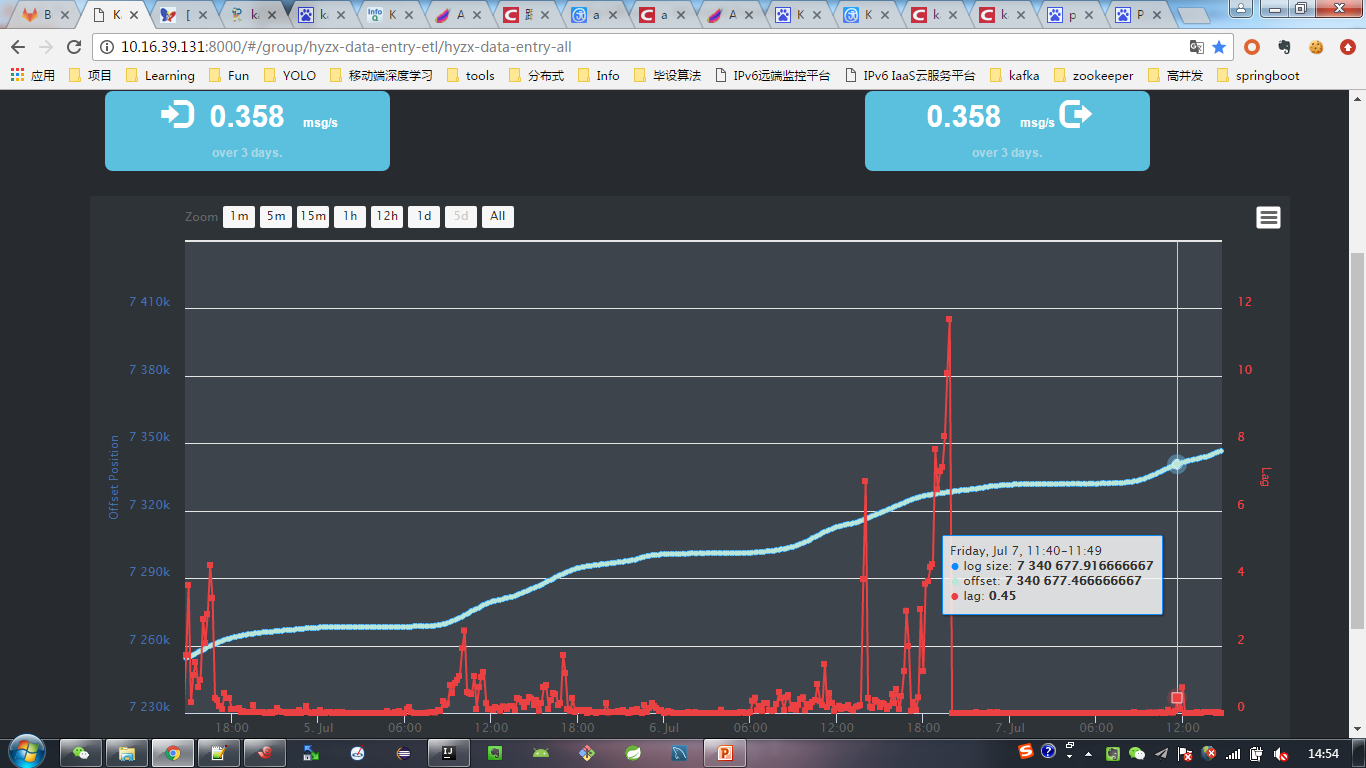 B
K
[
k
k
K
A
距
a
a
A
K
K
k
k
p
P
10.16.39.131:8000/#/group/hyzx-data-entry-etl/hyzx-data-entry-all
应用 项目 Learning Fun YOLO 移动端深度学习 tools 分布式 Info 毕设算法 IPv6远端监控平台 IPv6 IaaS云服务平台 kafka zookeeper 高并发 springboot
0.358 msg/s
over 3 days.
0.358 msg/s
over 3 days.
Zoom 1m 5m 15m 1h 12h 1d 5d All
7 410k
7 380k
7 350k
7 320k
7 290k
7 260k
7 230k
Offset Position
12
10
8
6
4
2
0
Lag
Friday, Jul 7, 11:40-11:49
log size: 7 340 677.916666667
offset: 7 340 677.466666667
lag: 0.45
18:00 5. Jul 06:00 12:00 18:00 6. Jul 06:00 12:00 18:00 7. Jul 06:00 12:00
14:54